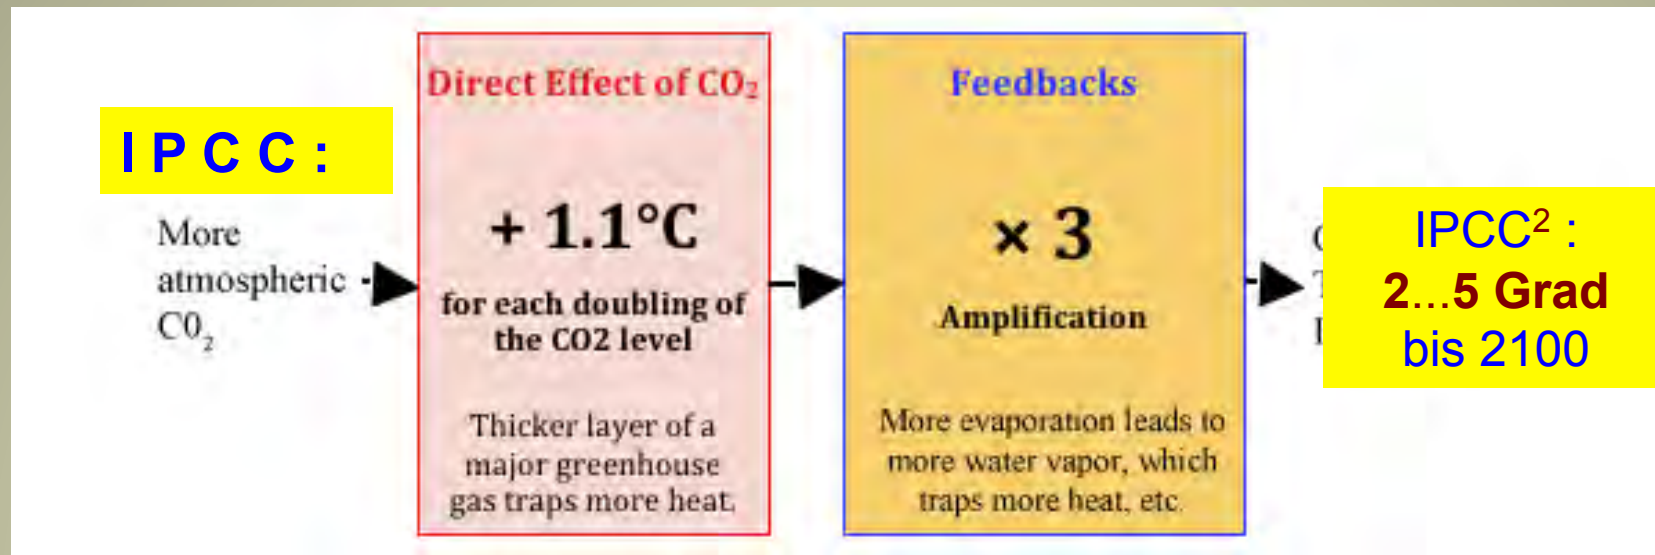 I P C C :
More
atmospheric
C0₂
Direct Effect of CO₂
+ 1.1°C
for each doubling of
the CO2 level
Thicker layer of a
major greenhouse
gas traps more heat.
Feedbacks
× 3
Amplification
More evaporation leads to
more water vapor, which
traps more heat, etc.
IPCC² :
2...5 Grad
bis 2100